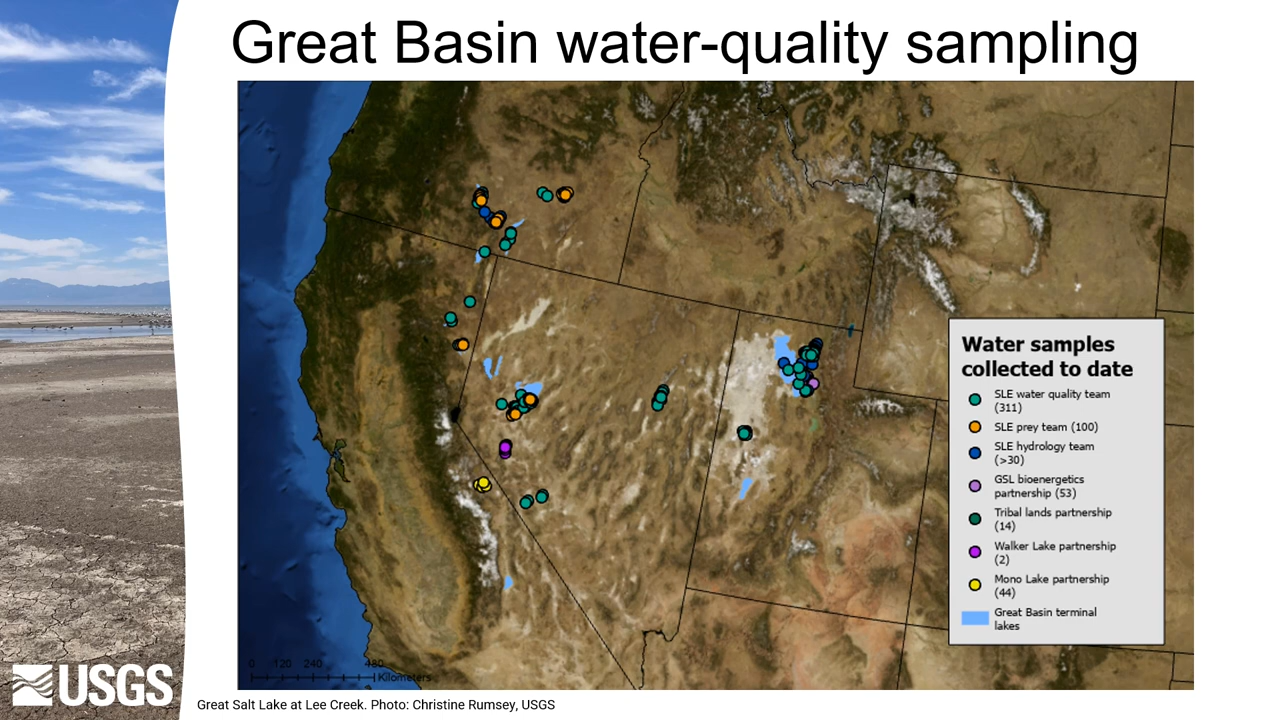 Great Basin water-quality sampling
Water samples
collected to date
SLE water quality team
(311)
SLE prey team (100)
SLE hydrology team
(>30)
GSL bioenergetics
partnership (53)
Tribal lands partnership
(14)
Walker Lake partnership
(2)
Mono Lake partnership
(44)
Great Basin terminal
lakes
0 120 240 480
Kilometers
USGS
Great Salt Lake at Lee Creek. Photo: Christine Rumsey, USGS